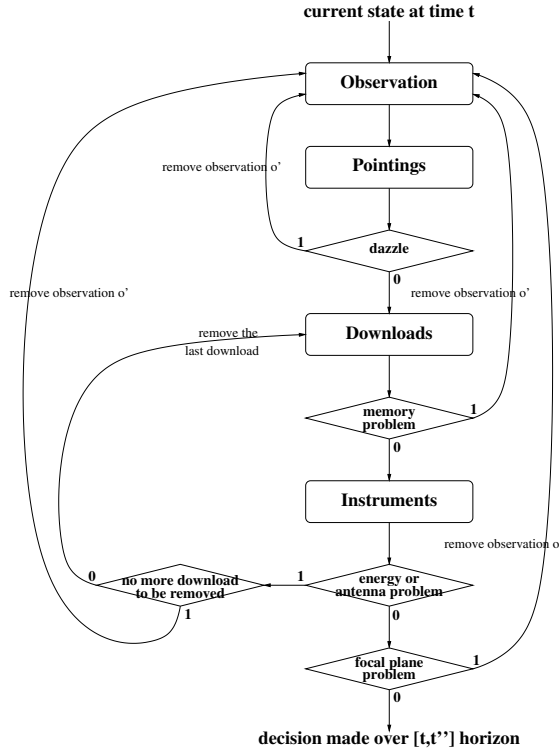 current state at time t
Observation
Pointings
remove observation o'
1
dazzle
0
remove observation o'
remove observation o'
remove the
last download
Downloads
memory
problem
1
0
Instruments
remove observation o
0
no more download
to be removed
1
1
energy or
antenna problem
0
focal plane
problem
1
0
decision made over [t,t''] horizon